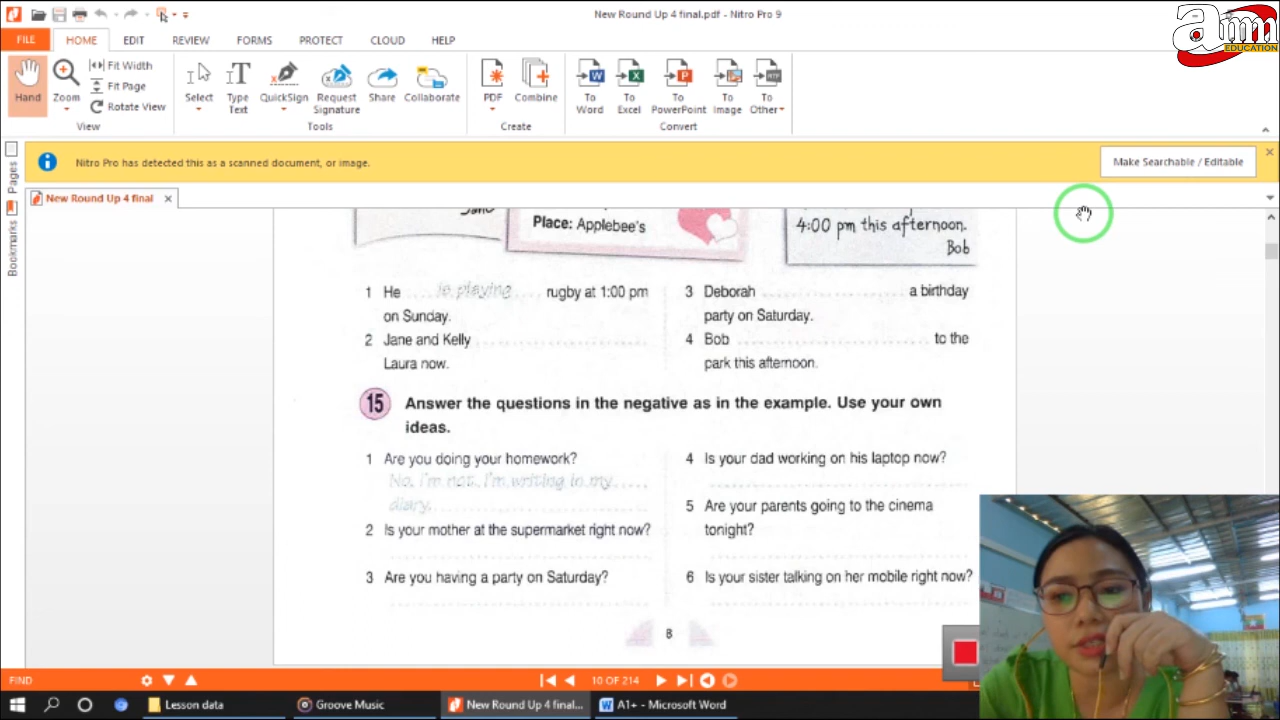 New Round Up 4 final.pdf - Nitro Pro 9
ann
EDUCATION
FILE HOME EDIT REVIEW FORMS PROTECT CLOUD HELP
Hand
Zoom
Fit Width
Fit Page
Rotate View
View
Select
Type
Text
QuickSign
Request
Signature
Share
Collaborate
Tools
PDF
Combine
Create
To
Word
To
Excel
To
PowerPoint
To
Image
To
Other
Convert
Nitro Pro has detected this as a scanned document, or image.
Make Searchable / Editable
Pages
Bookmarks
New Round Up 4 final
Place: Applebee's
4:00 pm this afternoon.
Bob
1 He is playing rugby at 1:00 pm
on Sunday.
2 Jane and Kelly
Laura now.
3 Deborah a birthday
party on Saturday.
4 Bob to the
park this afternoon.
15 Answer the questions in the negative as in the example. Use your own
ideas.
1 Are you doing your homework?
No, I'm not. I'm writing in my
diary.
2 Is your mother at the supermarket right now?
3 Are you having a party on Saturday?
4 Is your dad working on his laptop now?
5 Are your parents going to the cinema
tonight?
6 Is your sister talking on her mobile right now?
8
FIND
10 OF 214
Lesson data
Groove Music
New Round Up 4 final...
A1+ - Microsoft Word